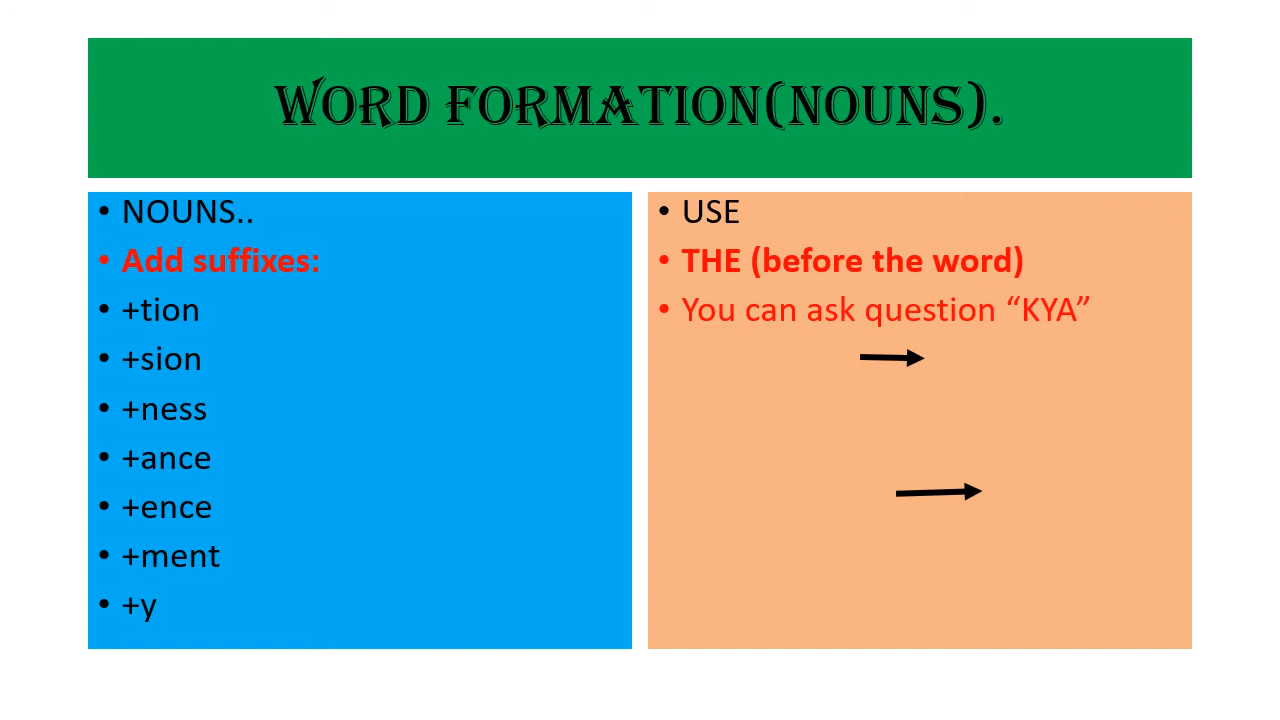 WORD FORMATION(NOUNS).
• NOUNS..
• Add suffixes:
• +tion
• +sion
• +ness
• +ance
• +ence
• +ment
• +y
• USE
• THE (before the word)
• You can ask question “KYA”